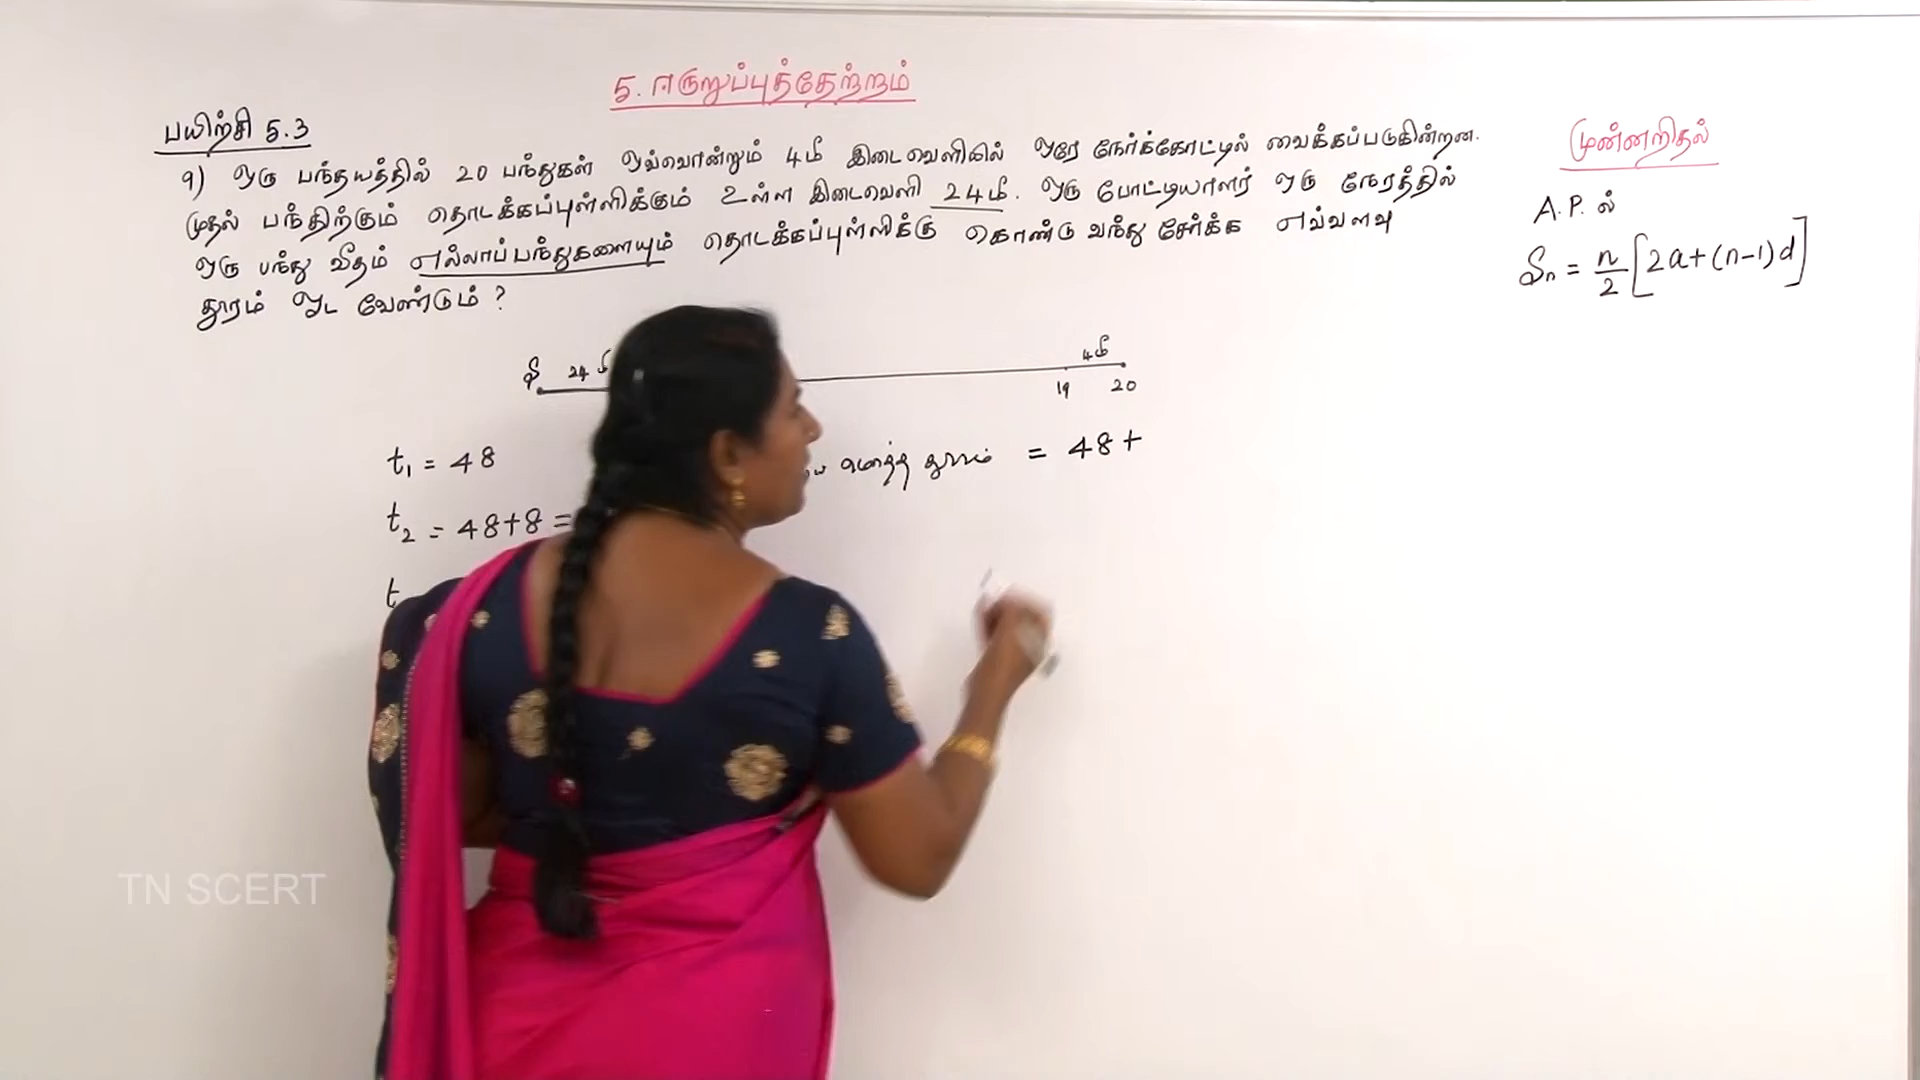 5. ஈருறுப்புத்தேற்றம்
பயிற்சி 5.3
9) ஒரு பந்தயத்தில் 20 பந்துகள் ஒவ்வொன்றும் 4மீ இடைவெளியில் ஒரே நேர்க்கோட்டில் வைக்கப்படுகின்றன.
முதல் பந்திற்கும் தொடக்கப்புள்ளிக்கும் உள்ள இடைவெளி 24மீ. ஒரு போட்டியாளர் ஒரு நேரத்தில்
ஒரு பந்து வீதம் எல்லாப்பந்துகளையும் தொடக்கப்புள்ளிக்கு கொண்டு வந்து சேர்க்க எவ்வளவு
தூரம் ஓட வேண்டும் ?
முன்னறிதல்
A.P. ல்
Sn = n/2 [2a+(n-1)d]
24 மீ
4மீ
19 20
t1 = 48
மொத்த தூரம் = 48+
t2 = 48+8 =
t
TN SCERT